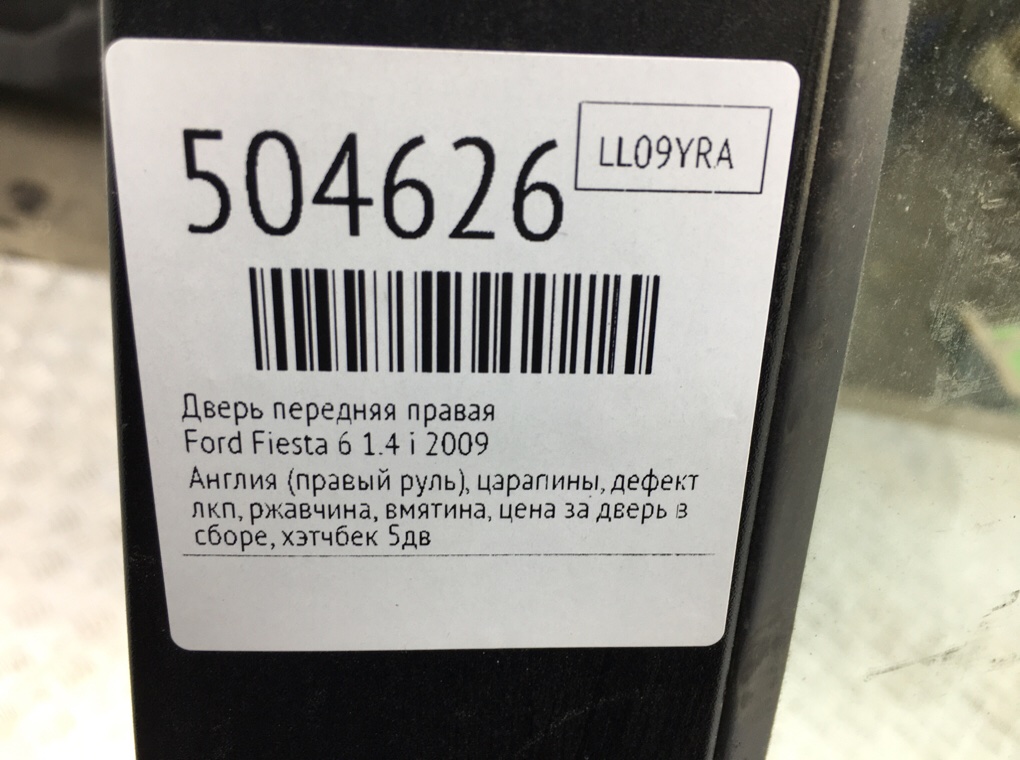 504626
LL09YRA
Дверь передняя правая
Ford Fiesta 6 1.4 i 2009
Англия (правый руль), царапины, дефект
лкп, ржавчина, вмятина, цена за дверь в
сборе, хэтчбек 5дв